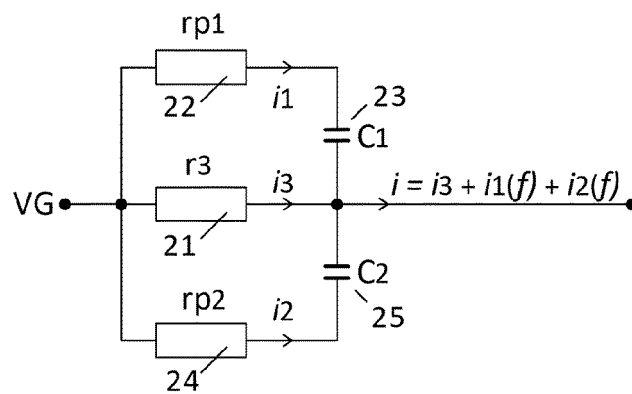 rp1
22
i1
23
C1
r3
i3
i = i3 + i1(f) + i2(f)
VG
21
C2
rp2
i2
25
24